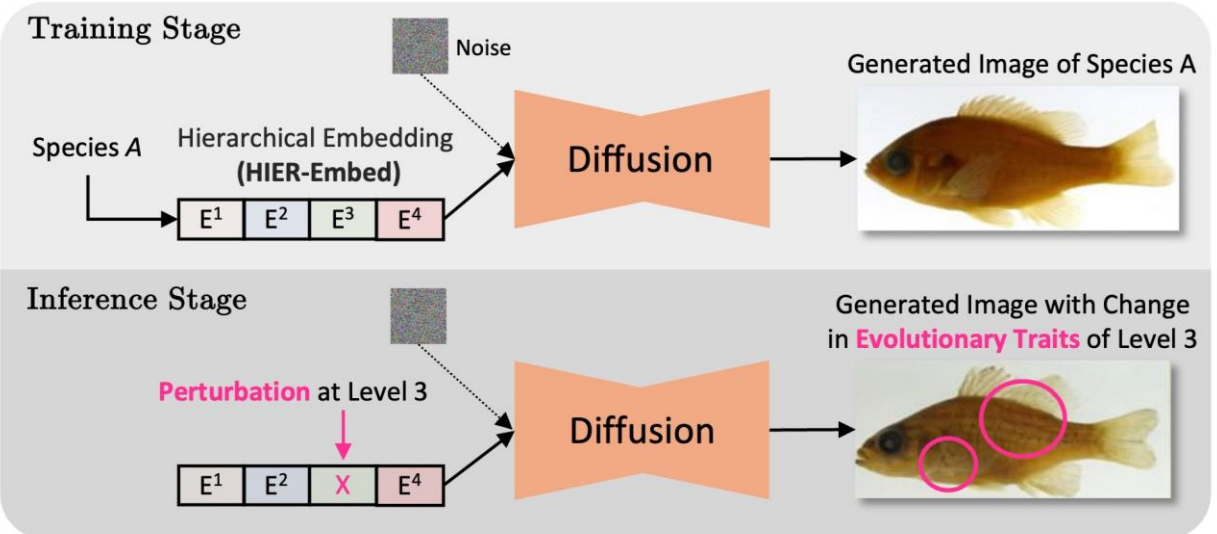 Training Stage
Noise
Generated Image of Species A
Species A
Hierarchical Embedding
(HIER-Embed)
E¹ E² E³ E⁴
Diffusion
Inference Stage
Generated Image with Change
in Evolutionary Traits of Level 3
Perturbation at Level 3
E¹ E² X E⁴
Diffusion